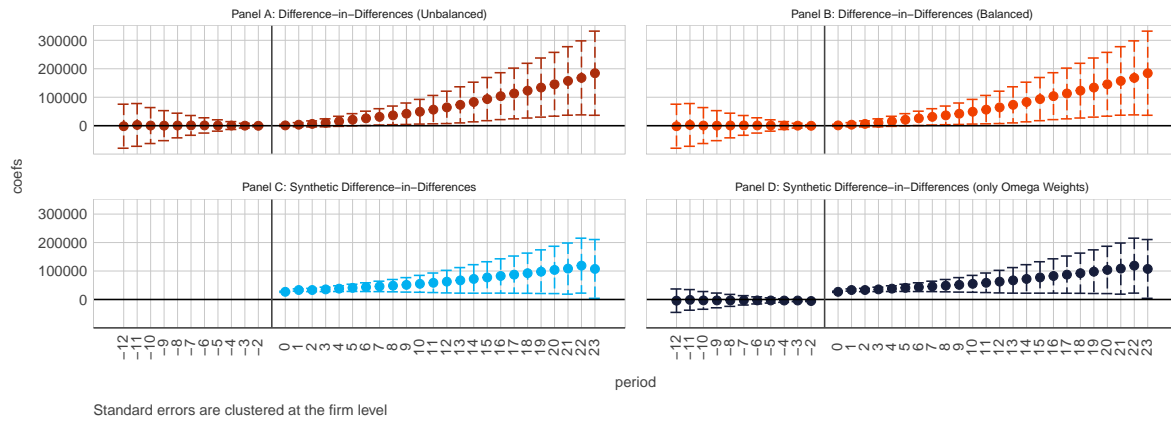 Panel A: Difference−in−Differences (Unbalanced)
Panel B: Difference−in−Differences (Balanced)
300000
200000
100000
0
Panel C: Synthetic Difference−in−Differences
Panel D: Synthetic Difference−in−Differences (only Omega Weights)
300000
200000
100000
0
coefs
−12 −11 −10 −9 −8 −7 −6 −5 −4 −3 −2 0 1 2 3 4 5 6 7 8 9 10 11 12 13 14 15 16 17 18 19 20 21 22 23
−12 −11 −10 −9 −8 −7 −6 −5 −4 −3 −2 0 1 2 3 4 5 6 7 8 9 10 11 12 13 14 15 16 17 18 19 20 21 22 23
period
Standard errors are clustered at the firm level